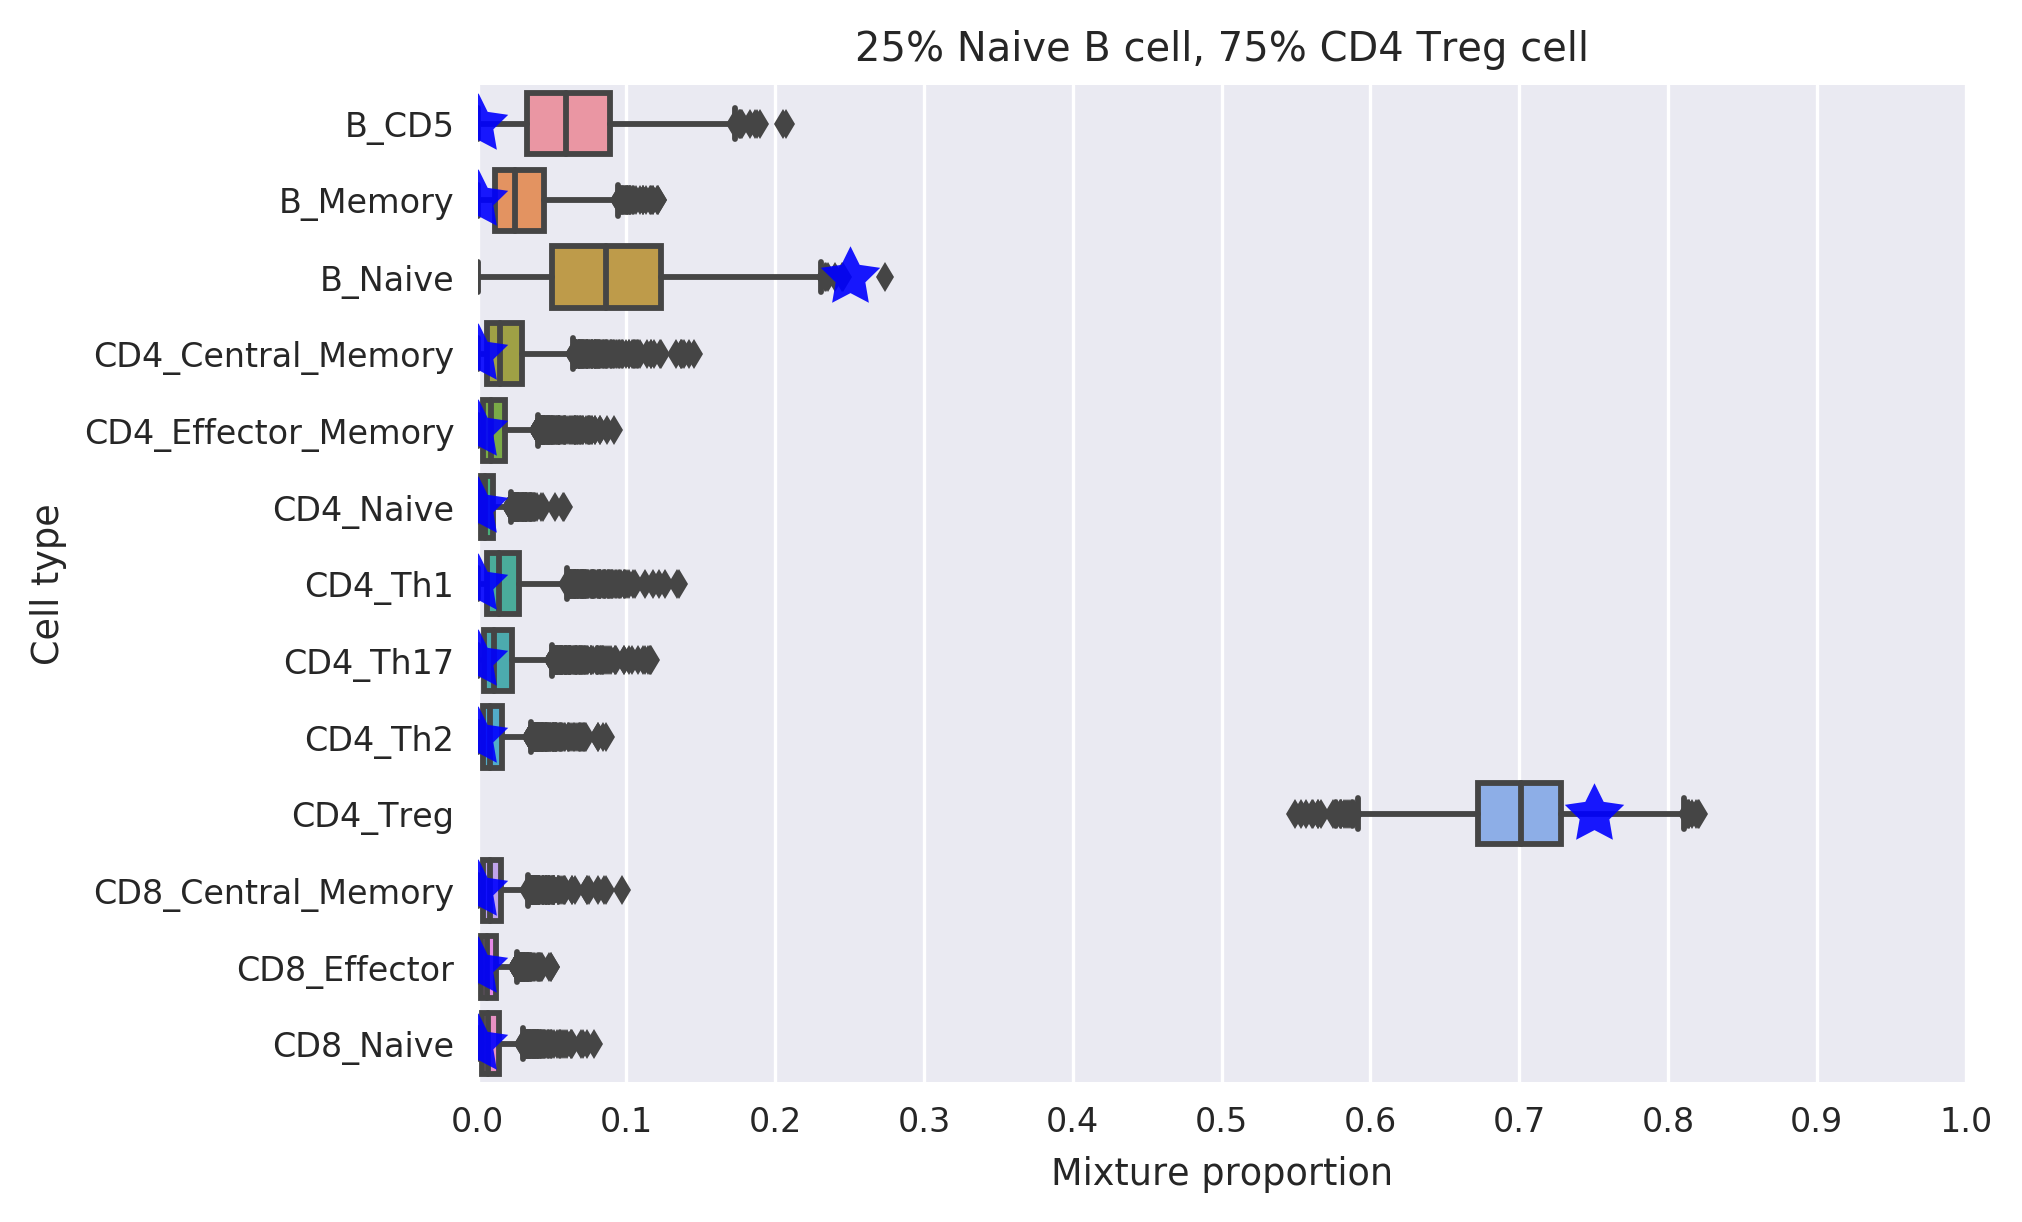 25% Naive B cell, 75% CD4 Treg cell
B_CD5
B_Memory
B_Naive
CD4_Central_Memory
CD4_Effector_Memory
CD4_Naive
CD4_Th1
CD4_Th17
CD4_Th2
CD4_Treg
CD8_Central_Memory
CD8_Effector
CD8_Naive
Cell type
0.0 0.1 0.2 0.3 0.4 0.5 0.6 0.7 0.8 0.9 1.0
Mixture proportion